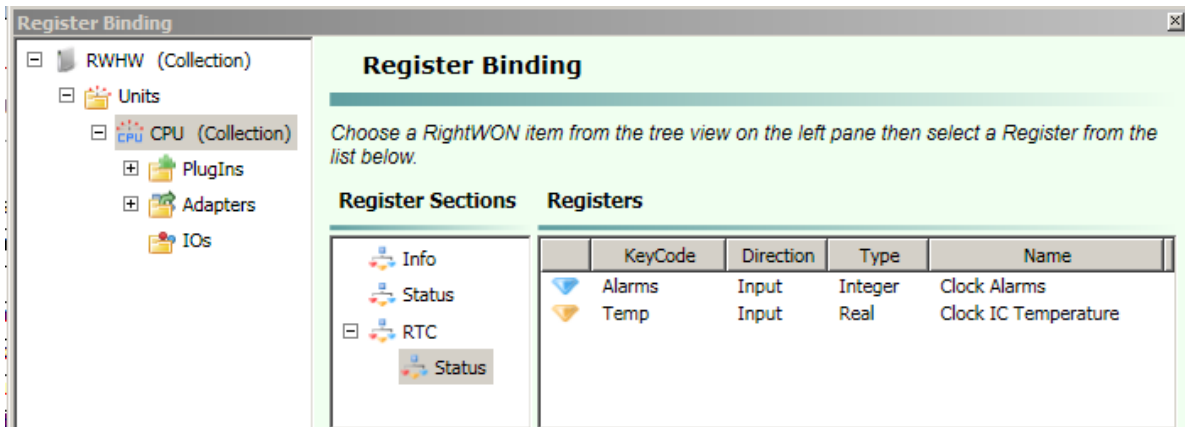 Register Binding
RWHW (Collection)
Units
CPU CPU (Collection)
PlugIns
Adapters
IOs
Register Binding
Choose a RightWON item from the tree view on the left pane then select a Register from the
list below.
Register Sections
Info
Status
RTC
Status
Registers
KeyCode Direction Type Name
Alarms Input Integer Clock Alarms
Temp Input Real Clock IC Temperature